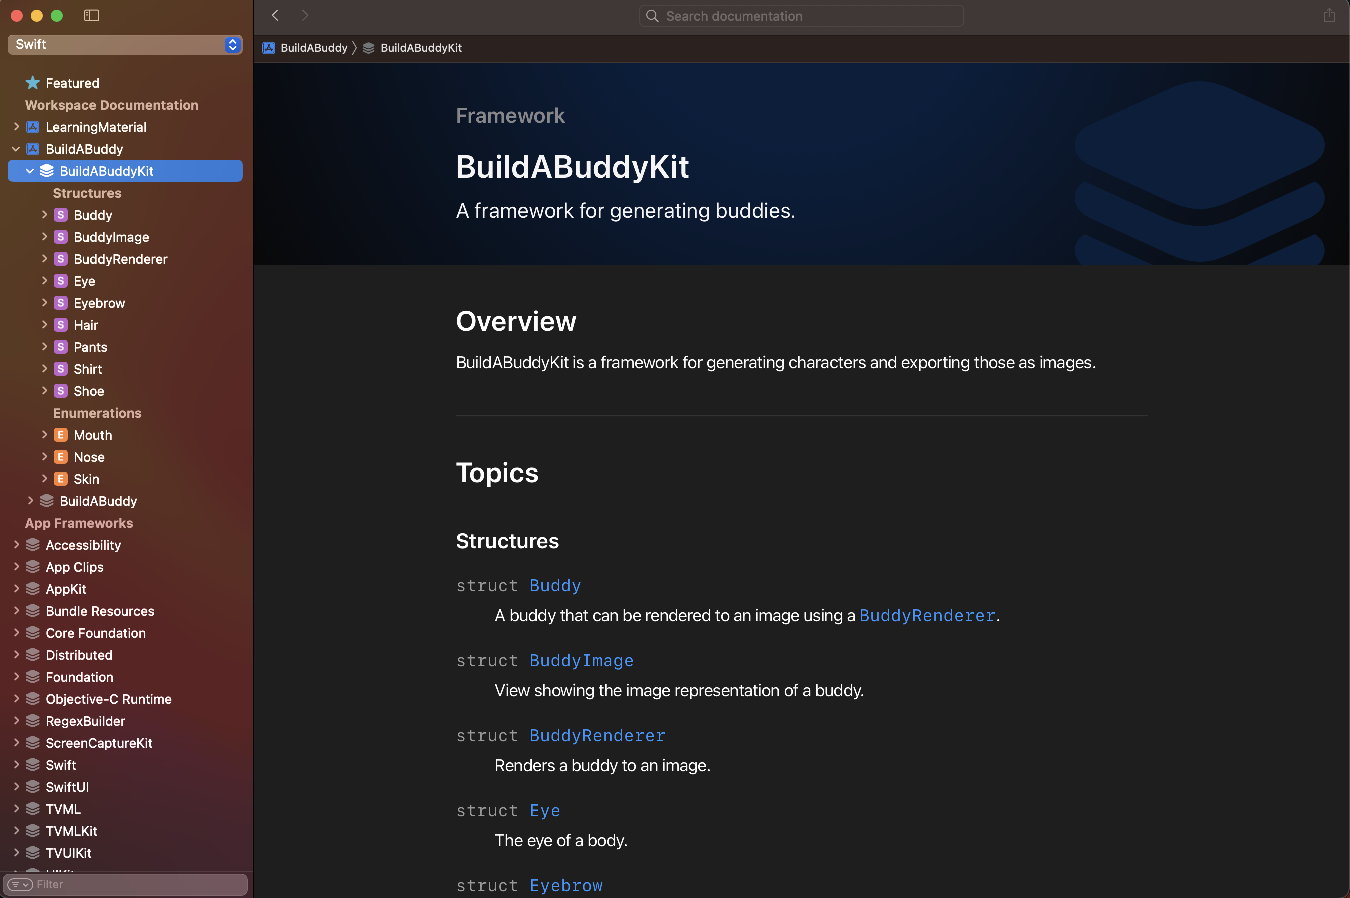 Search documentation
Swift
BuildABuddy
BuildABuddyKit
Featured
Workspace Documentation
LearningMaterial
BuildABuddy
BuildABuddyKit
Structures
S Buddy
S BuddyImage
S BuddyRenderer
S Eye
S Eyebrow
S Hair
S Pants
S Shirt
S Shoe
Enumerations
E Mouth
E Nose
E Skin
BuildABuddy
App Frameworks
Accessibility
App Clips
AppKit
Bundle Resources
Core Foundation
Distributed
Foundation
Objective-C Runtime
RegexBuilder
ScreenCaptureKit
Swift
SwiftUI
TVML
TVMLKit
TVUIKit
Filter
Framework
BuildABuddyKit
A framework for generating buddies.
Overview
BuildABuddyKit is a framework for generating characters and exporting those as images.
Topics
Structures
struct Buddy
A buddy that can be rendered to an image using a BuddyRenderer.
struct BuddyImage
View showing the image representation of a buddy.
struct BuddyRenderer
Renders a buddy to an image.
struct Eye
The eye of a body.
struct Eyebrow